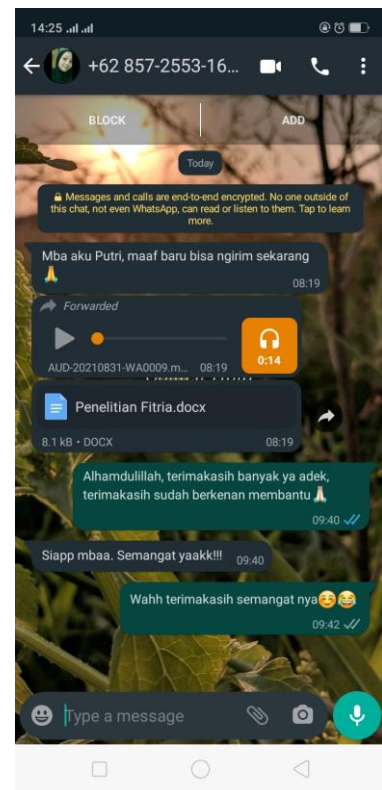 14:25
+62 857-2553-16...
BLOCK
ADD
Today
Messages and calls are end-to-end encrypted. No one outside of
this chat, not even WhatsApp, can read or listen to them. Tap to learn
more.
Mba aku Putri, maaf baru bisa ngirim sekarang
🙏
08:19
Forwarded
AUD-20210831-WA0009.m... 08:19
0:14
Penelitian Fitria.docx
8.1 kB • DOCX 08:19
Alhamdulillah, terimakasih banyak ya adek,
terimakasih sudah berkenan membantu🙏
09:40
Siapp mbaa. Semangat yaakk!!! 09:40
Wahh terimakasih semangat nya☺️😂
09:42
Type a message